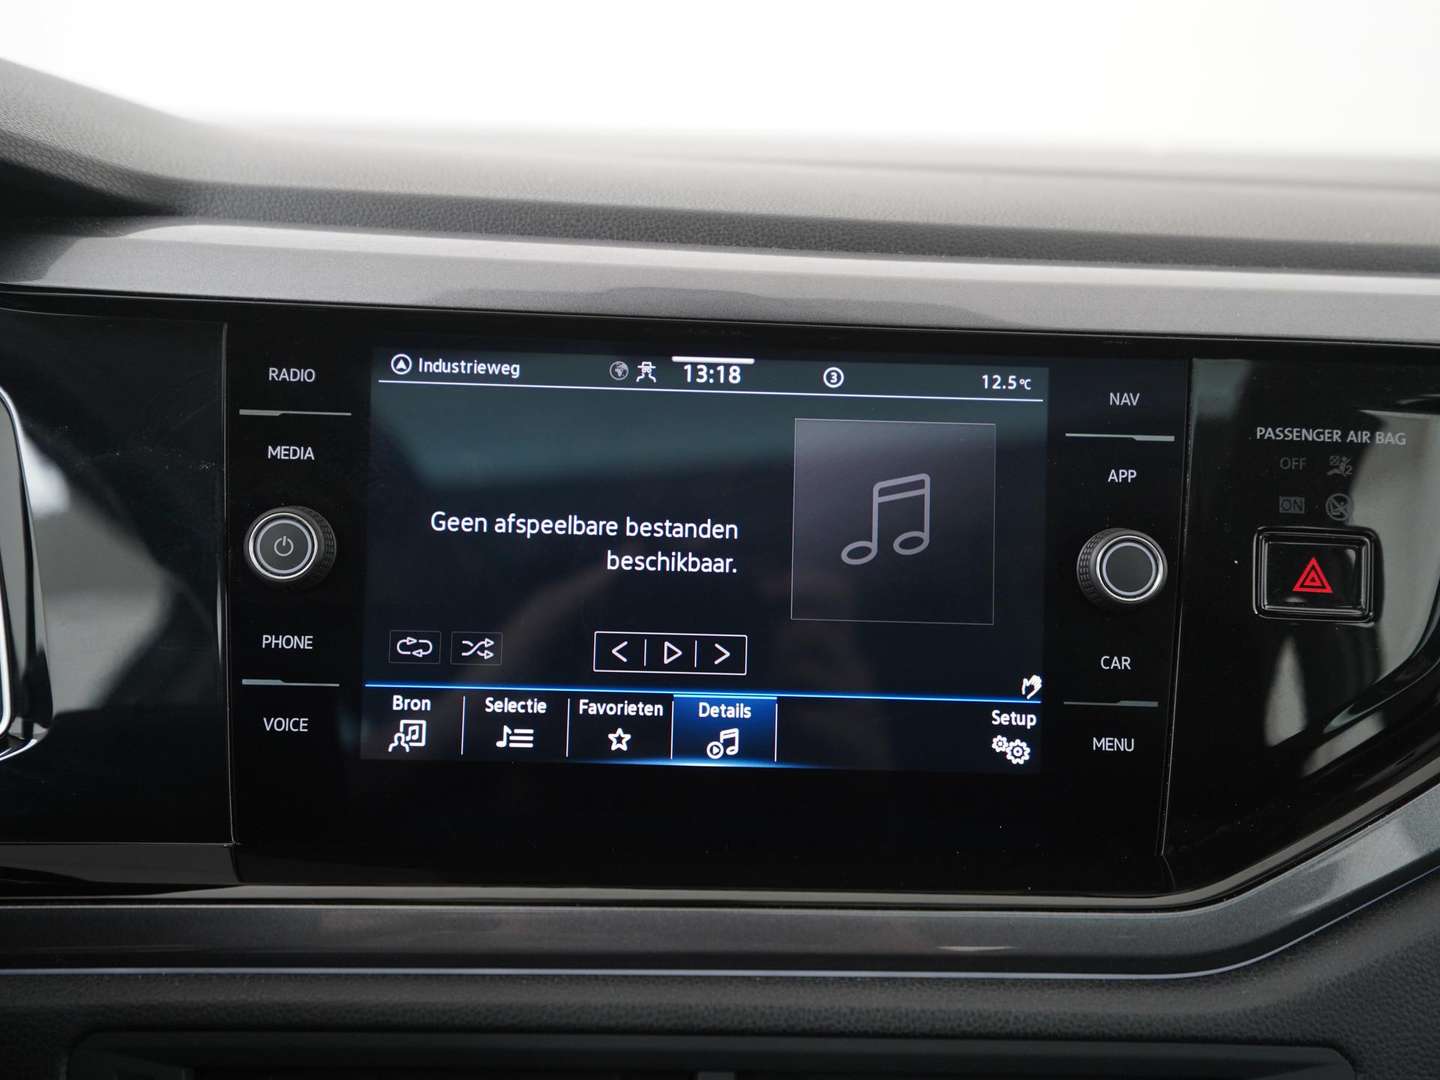 RADIO
MEDIA
PHONE
VOICE
Industrieweg
13:18
3
12.5°C
Geen afspeelbare bestanden
beschikbaar.
Bron
Selectie
Favorieten
Details
Setup
NAV
APP
CAR
MENU
PASSENGER AIR BAG
OFF
2
ON